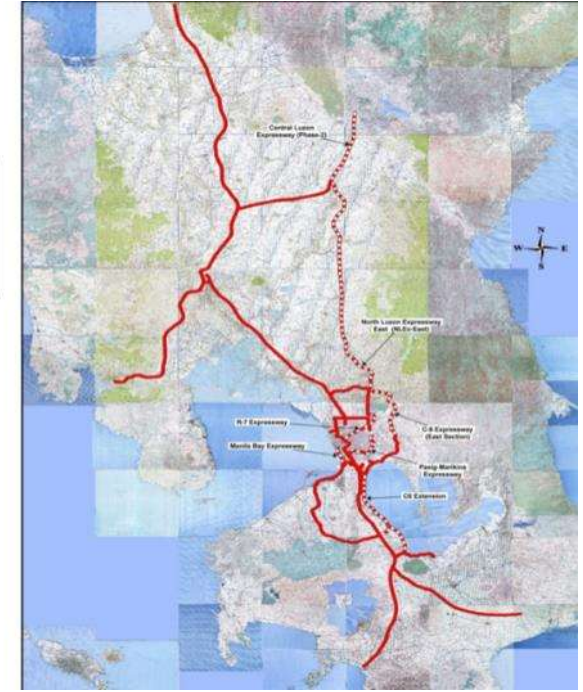 Central Luzon
Expressway (Phase-2)
N
W E
S
North Luzon Expressway
East (NLEx-East)
R-7 Expressway
C-6 Expressway
(East Section)
Manila Bay Expressway
Pasig-Marikina
Expressway
C6 Extension